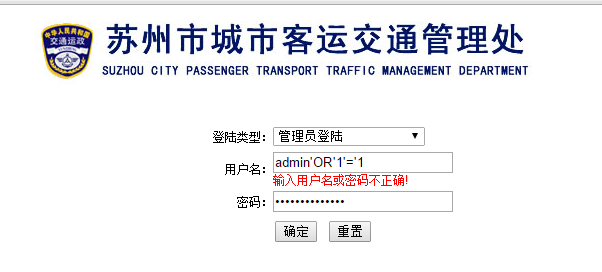 中华人民共和国
交通运政
苏州市城市客运交通管理处
SUZHOU CITY PASSENGER TRANSPORT TRAFFIC MANAGEMENT DEPARTMENT
登陆类型: 管理员登陆
用户名: admin'OR'1'='1
输入用户名或密码不正确!
密码: ••••••••••••••
确定 重置